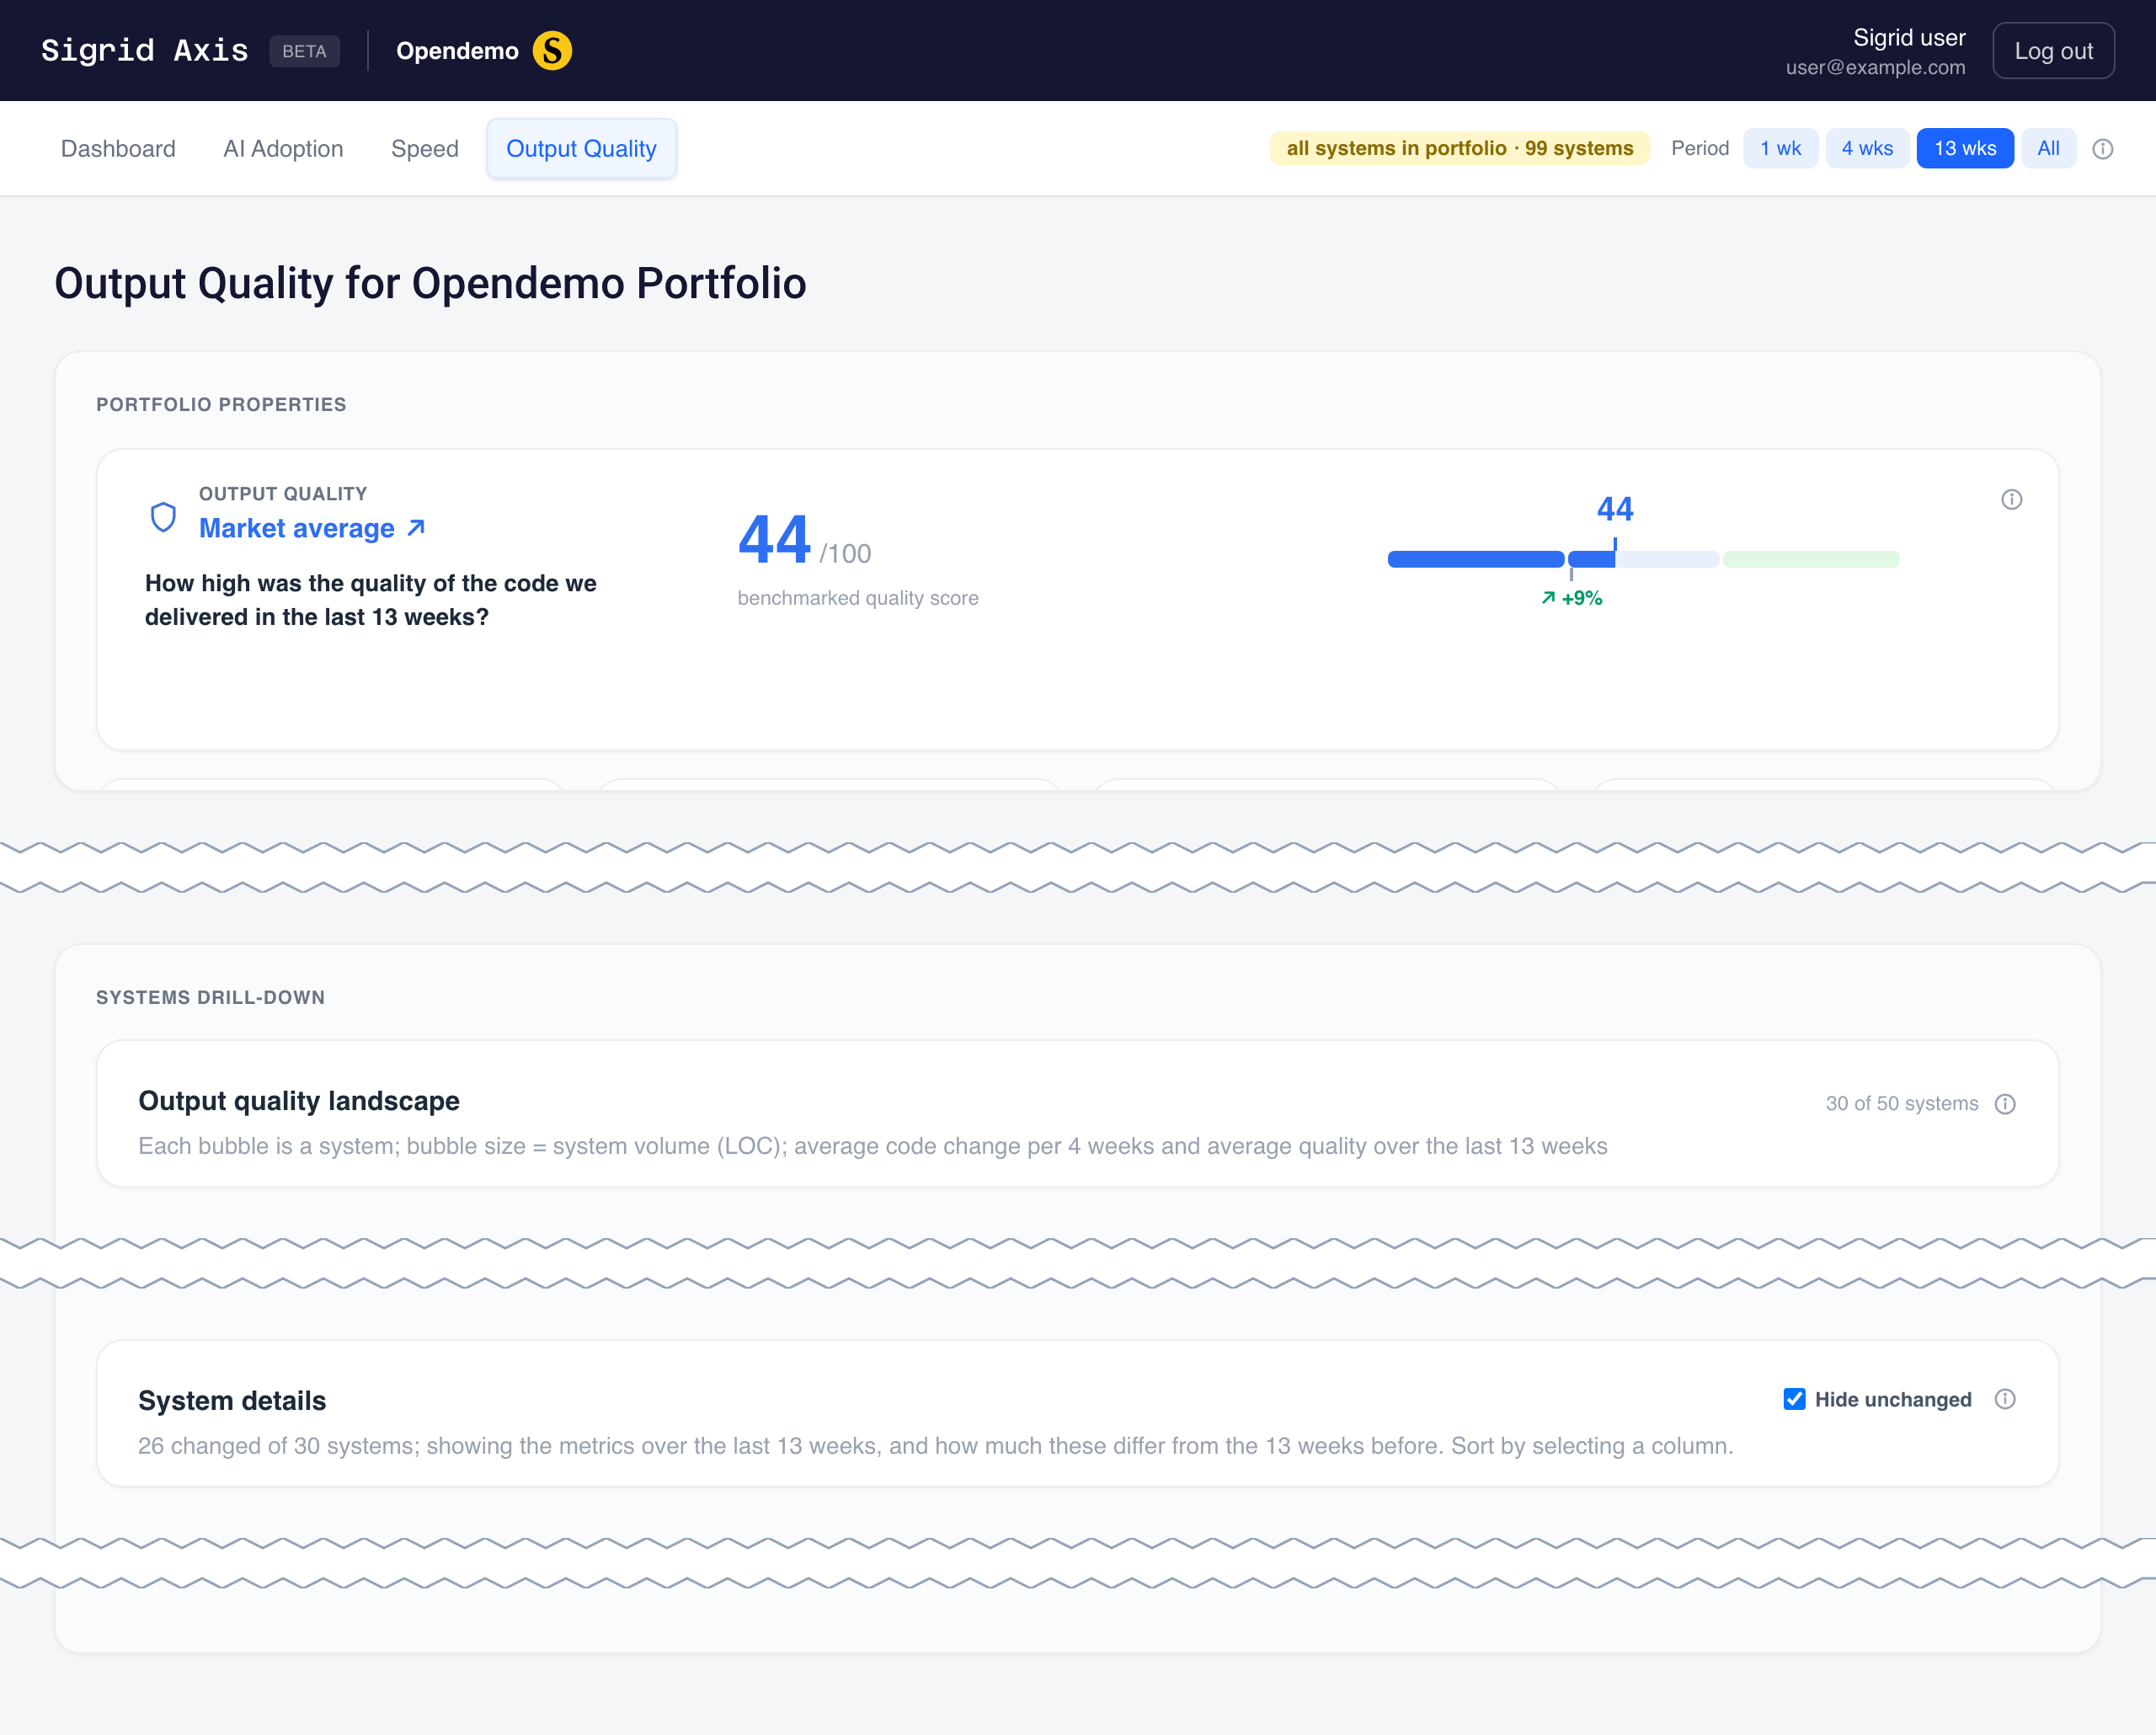 Sigrid Axis BETA Opendemo S Sigrid user
user@example.com
Log out
Dashboard AI Adoption Speed Output Quality all systems in portfolio · 99 systems Period 1 wk 4 wks 13 wks All
Output Quality for Opendemo Portfolio
PORTFOLIO PROPERTIES
OUTPUT QUALITY
Market average ↗
How high was the quality of the code we
delivered in the last 13 weeks?
44 /100
benchmarked quality score
44
↗ +9%
SYSTEMS DRILL-DOWN
Output quality landscape
30 of 50 systems
Each bubble is a system; bubble size = system volume (LOC); average code change per 4 weeks and average quality over the last 13 weeks
System details
Hide unchanged
26 changed of 30 systems; showing the metrics over the last 13 weeks, and how much these differ from the 13 weeks before. Sort by selecting a column.